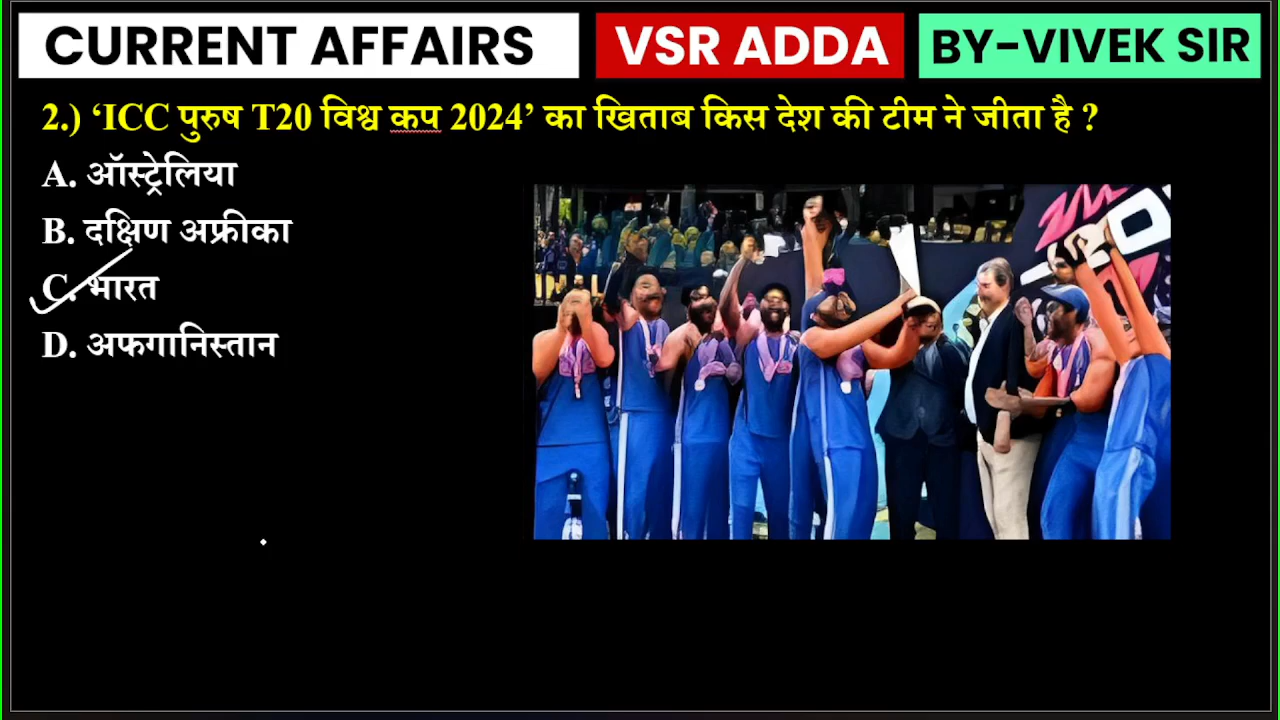 CURRENT AFFAIRS VSR ADDA BY-VIVEK SIR
2.) ‘ICC पुरुष T20 विश्व कप 2024’ का खिताब किस देश की टीम ने जीता है ?
A. ऑस्ट्रेलिया
B. दक्षिण अफ्रीका
C. भारत
D. अफगानिस्तान